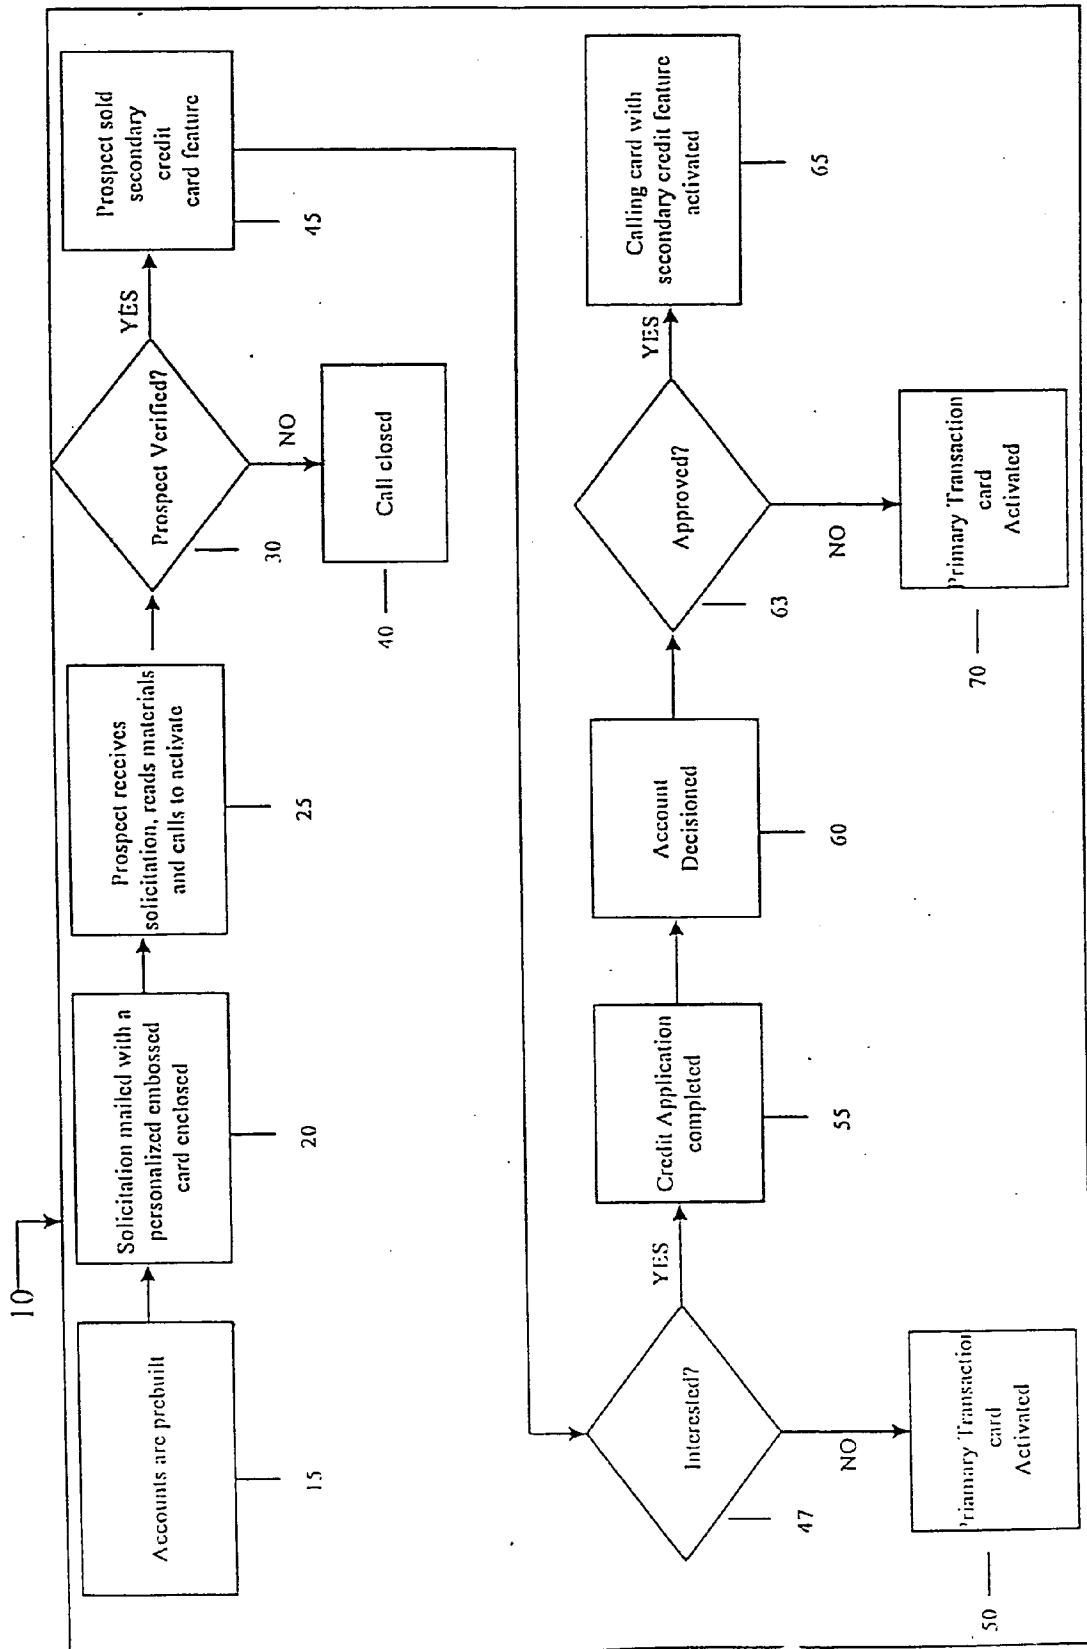 10
Accounts are prebuilt
15
Solicitation mailed with a
personalized embossed
card enclosed
20
Prospect receives
solicitation, reads materials
and calls to activate
25
Prospect Verified?
30
YES
NO
Call closed
40
Prospect sold
secondary
credit
card feature
45
Interested?
47
YES
NO
Priamary Transaction
card
Activated
50
Credit Application
completed
55
Account
Decisioned
60
Approved?
63
YES
NO
Calling card with
secondary credit feature
activated
65
Primary Transaction
card
Activated
70